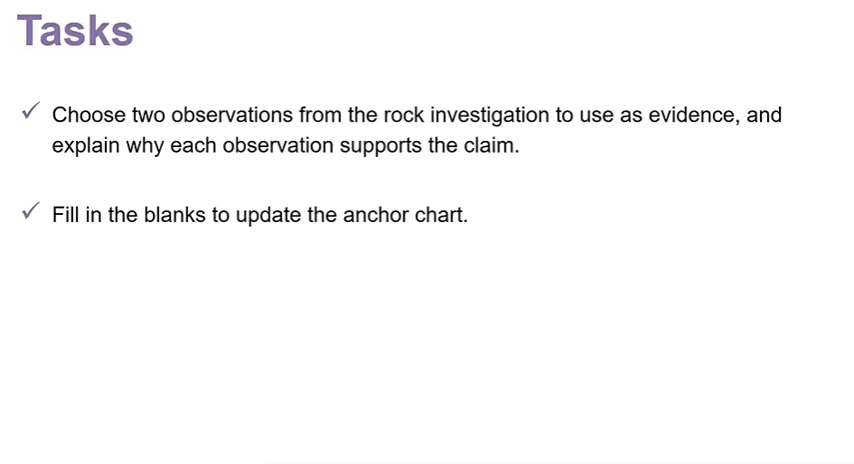 Tasks
✓ Choose two observations from the rock investigation to use as evidence, and
explain why each observation supports the claim.
✓ Fill in the blanks to update the anchor chart.